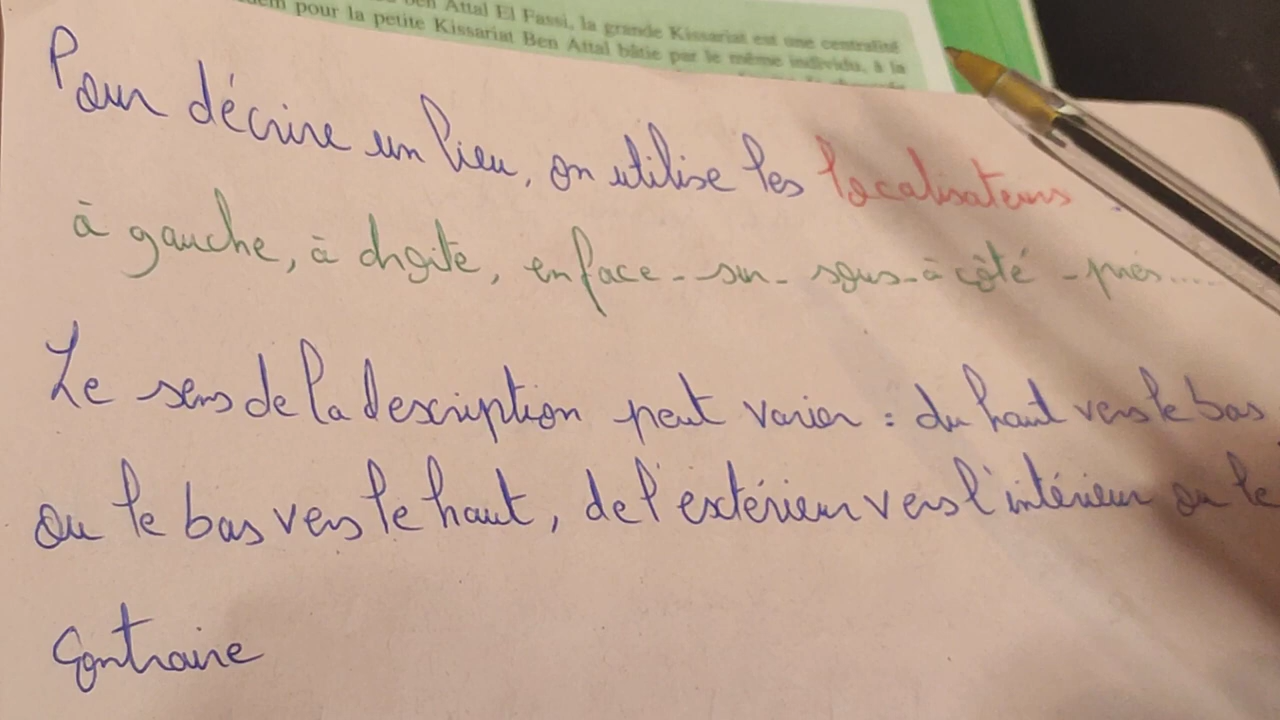 ben Attal El Fassi, la grande Kissariat est une centralité
pour la petite Kissariat Ben Attal bâtie par le même individu, à la
Pour décrire un lieu, on utilise les localisateurs :
à gauche, à droite, en face - sur - sous - à côté - près.....
Le sens de la description peut varier : du haut vers le bas
ou le bas vers le haut, de l'extérieur vers l'intérieur ou le
contraire